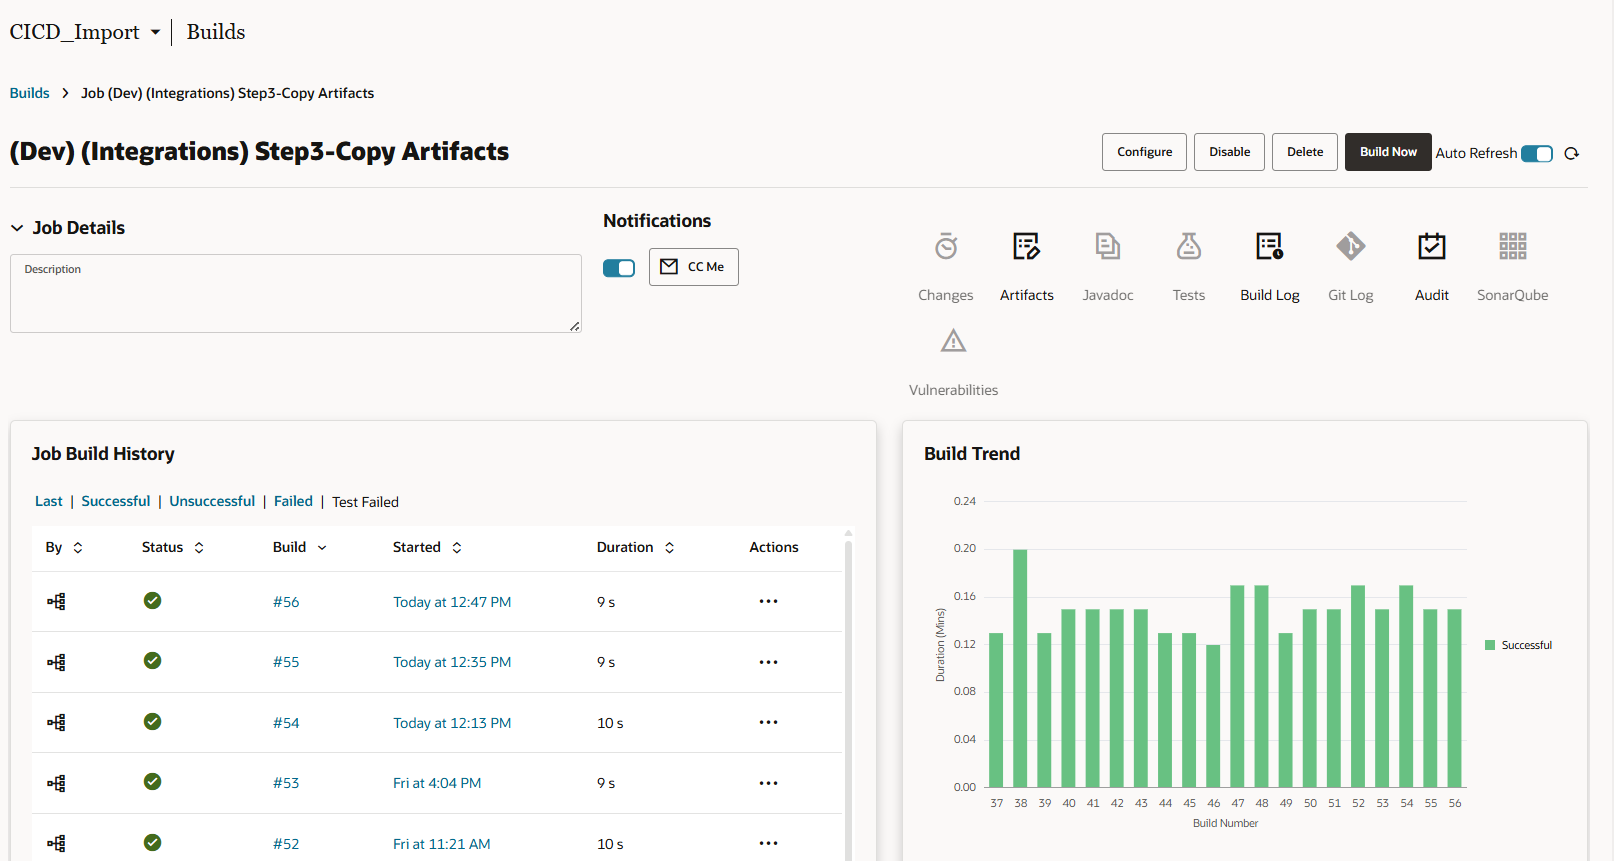 CICD_Import | Builds
Builds > Job (Dev) (Integrations) Step3-Copy Artifacts
(Dev) (Integrations) Step3-Copy Artifacts
Configure Disable Delete Build Now Auto Refresh
Job Details
Description
Notifications
CC Me
Changes Artifacts Javadoc Tests Build Log Git Log Audit SonarQube
Vulnerabilities
Job Build History
Last | Successful | Unsuccessful | Failed | Test Failed
By Status Build Started Duration Actions
#56 Today at 12:47 PM 9 s
#55 Today at 12:35 PM 9 s
#54 Today at 12:13 PM 10 s
#53 Fri at 4:04 PM 9 s
#52 Fri at 11:21 AM 10 s
Build Trend
0.24
0.20
0.16
0.12
0.08
0.04
0.00
Duration (Mins)
37 38 39 40 41 42 43 44 45 46 47 48 49 50 51 52 53 54 55 56
Build Number
Successful